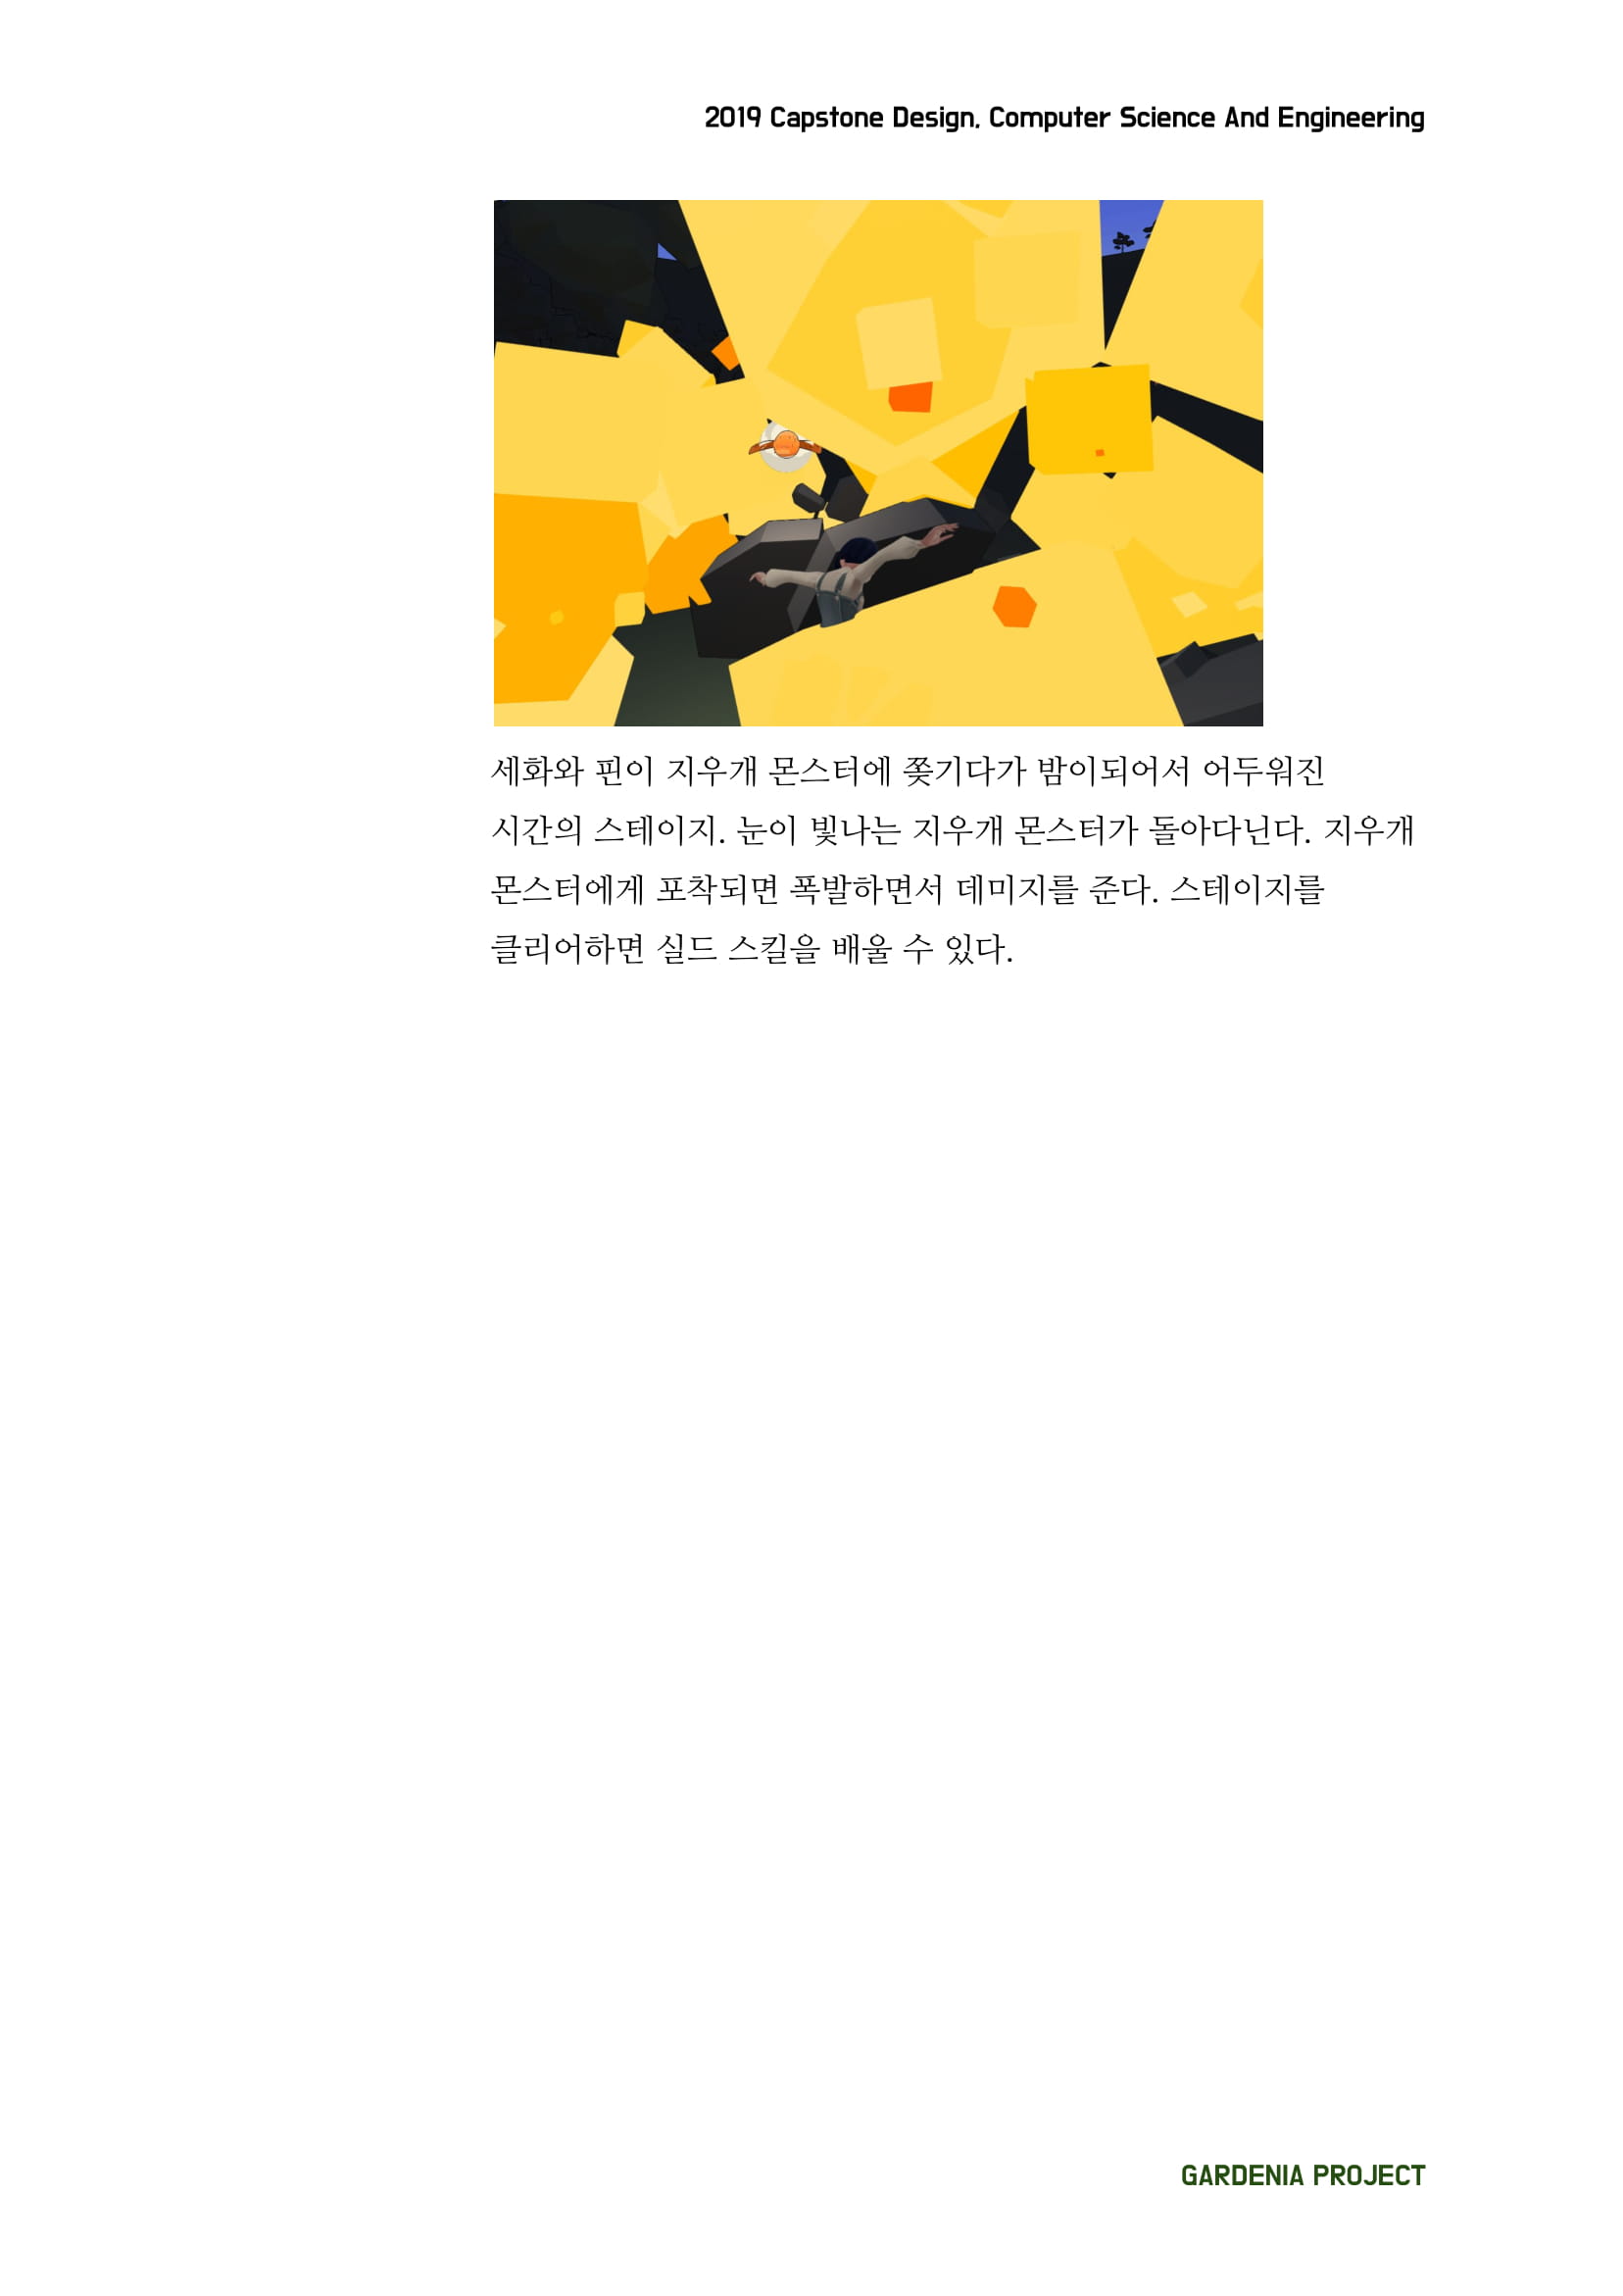 2019 Capstone Design, Computer Science And Engineering
세화와 핀이 지우개 몬스터에 쫒기다가 밤이되어서 어두워진
시간의 스테이지. 눈이 빛나는 지우개 몬스터가 돌아다닌다. 지우개
몬스터에게 포착되면 폭발하면서 데미지를 준다. 스테이지를
클리어하면 실드 스킬을 배울 수 있다.
GARDENIA PROJECT